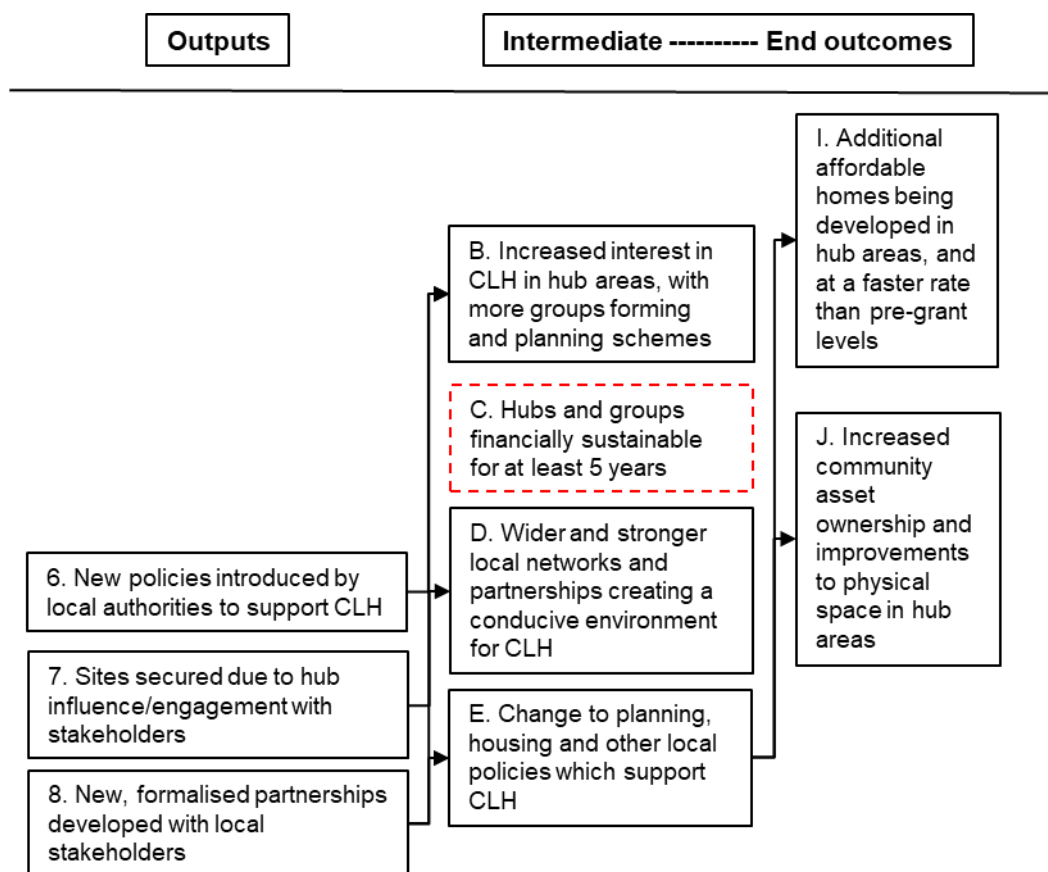 Outputs
Intermediate ---------- End outcomes
I. Additional
affordable
homes being
developed in
hub areas, and
at a faster rate
than pre-grant
levels
B. Increased interest in
CLH in hub areas, with
more groups forming
and planning schemes
C. Hubs and groups
financially sustainable
for at least 5 years
J. Increased
community
asset
ownership and
improvements
to physical
space in hub
areas
D. Wider and stronger
local networks and
partnerships creating a
conducive environment
for CLH
6. New policies introduced by
local authorities to support CLH
7. Sites secured due to hub
influence/engagement with
stakeholders
E. Change to planning,
housing and other local
policies which support
CLH
8. New, formalised partnerships
developed with local
stakeholders